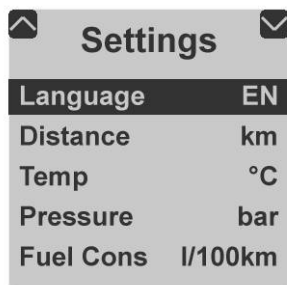 Settings
Language EN
Distance km
Temp °C
Pressure bar
Fuel Cons l/100km